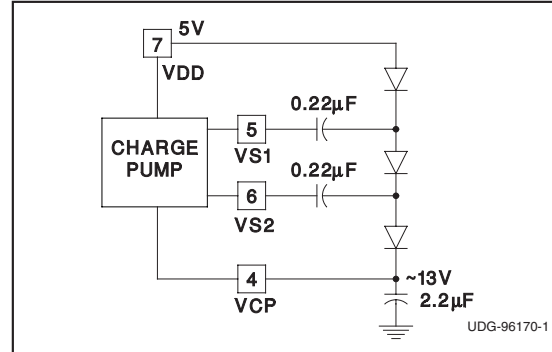 5V
7
VDD
0.22µF
CHARGE
PUMP
5
VS1
0.22µF
6
VS2
4
VCP
~13V
2.2µF
UDG-96170-1